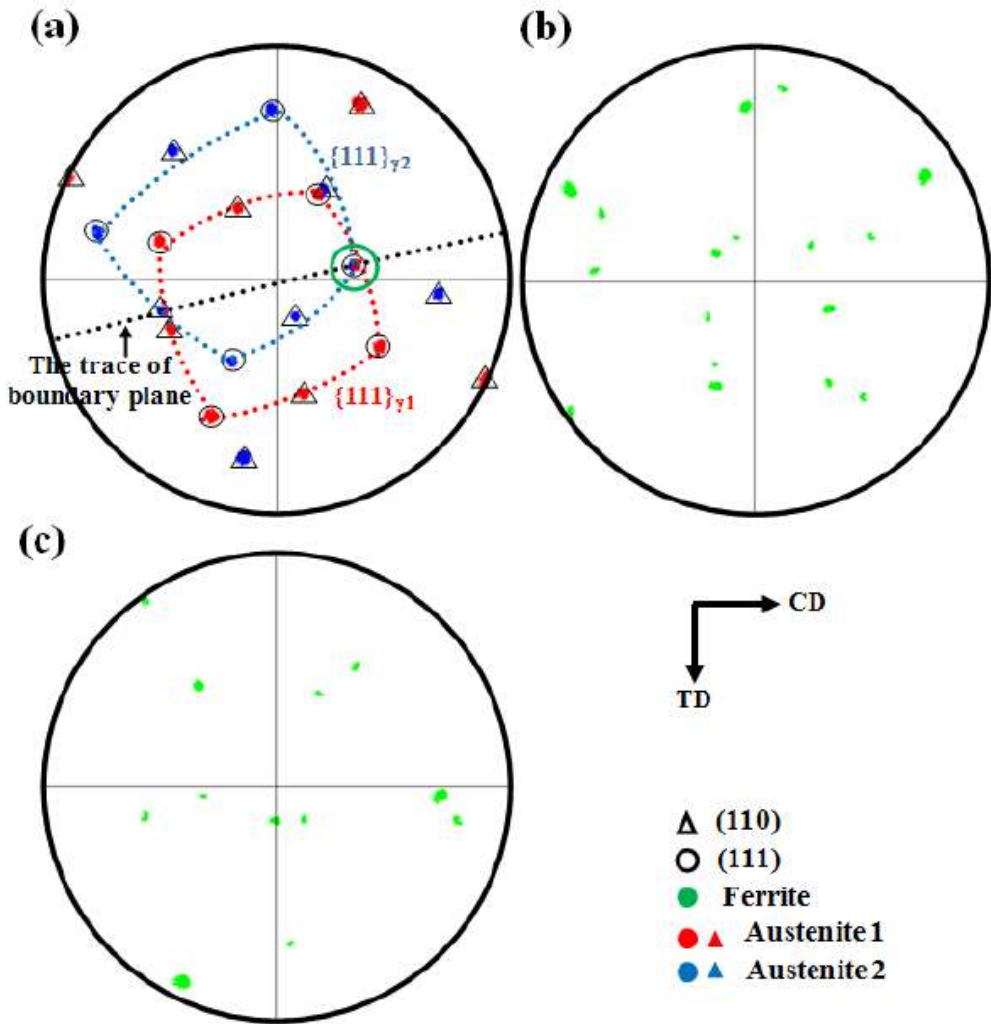 (a)
(b)
{111}γ2
The trace of
boundary plane
{111}γ1
(c)
CD
TD
(110)
(111)
Ferrite
Austenite 1
Austenite 2